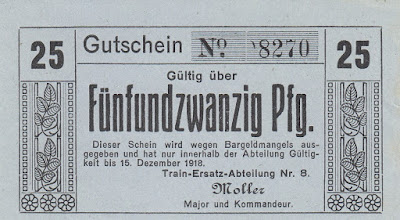 25 Gutschein No. 8270 25
Gültig über
Fünfundzwanzig Pfg.
Dieser Schein wird wegen Bargeldmangels aus-
gegeben und hat nur innerhalb der Abteilung Gültig-
keit bis 15. Dezember 1918.
Train-Ersatz-Abteilung Nr. 8.
Moller
Major und Kommandeur.